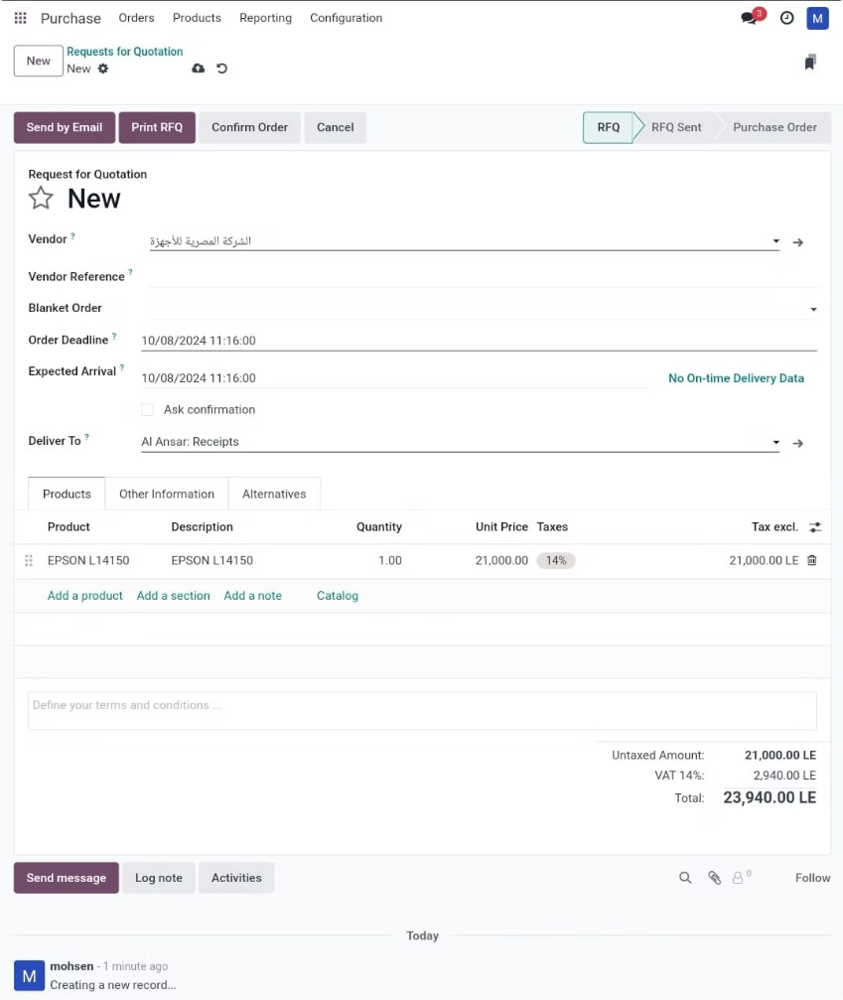 Purchase Orders Products Reporting Configuration 3 M
New Requests for Quotation
New
Send by Email Print RFQ Confirm Order Cancel RFQ RFQ Sent Purchase Order
Request for Quotation
New
Vendor ? الشركة المصرية للأجهزة
Vendor Reference ?
Blanket Order
Order Deadline ? 10/08/2024 11:16:00
Expected Arrival ? 10/08/2024 11:16:00 No On-time Delivery Data
Ask confirmation
Deliver To ? Al Ansar: Receipts
Products Other Information Alternatives
Product Description Quantity Unit Price Taxes Tax excl.
EPSON L14150 EPSON L14150 1.00 21,000.00 14% 21,000.00 LE
Add a product Add a section Add a note Catalog
Define your terms and conditions ...
Untaxed Amount: 21,000.00 LE
VAT 14%: 2,940.00 LE
Total: 23,940.00 LE
Send message Log note Activities 0 Follow
Today
M mohsen - 1 minute ago
Creating a new record...